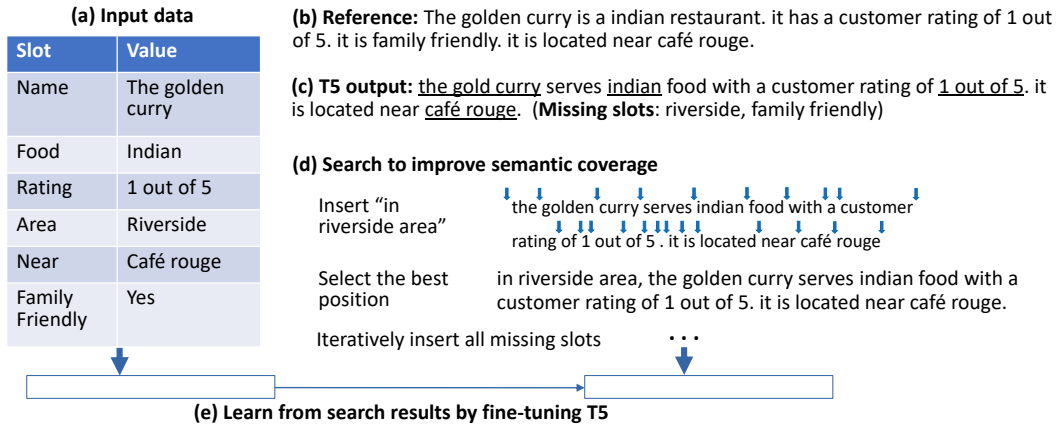 (a) Input data
Slot Value
Name The golden
curry
Food Indian
Rating 1 out of 5
Area Riverside
Near Café rouge
Family Yes
Friendly
(b) Reference: The golden curry is a indian restaurant. it has a customer rating of 1 out
of 5. it is family friendly. it is located near café rouge.
(c) T5 output: the gold curry serves indian food with a customer rating of 1 out of 5. it
is located near café rouge. (Missing slots: riverside, family friendly)
(d) Search to improve semantic coverage
Insert “in
riverside area”
the golden curry serves indian food with a customer
rating of 1 out of 5 . it is located near café rouge
Select the best
position
in riverside area, the golden curry serves indian food with a
customer rating of 1 out of 5. it is located near café rouge.
Iteratively insert all missing slots ...
(e) Learn from search results by fine-tuning T5